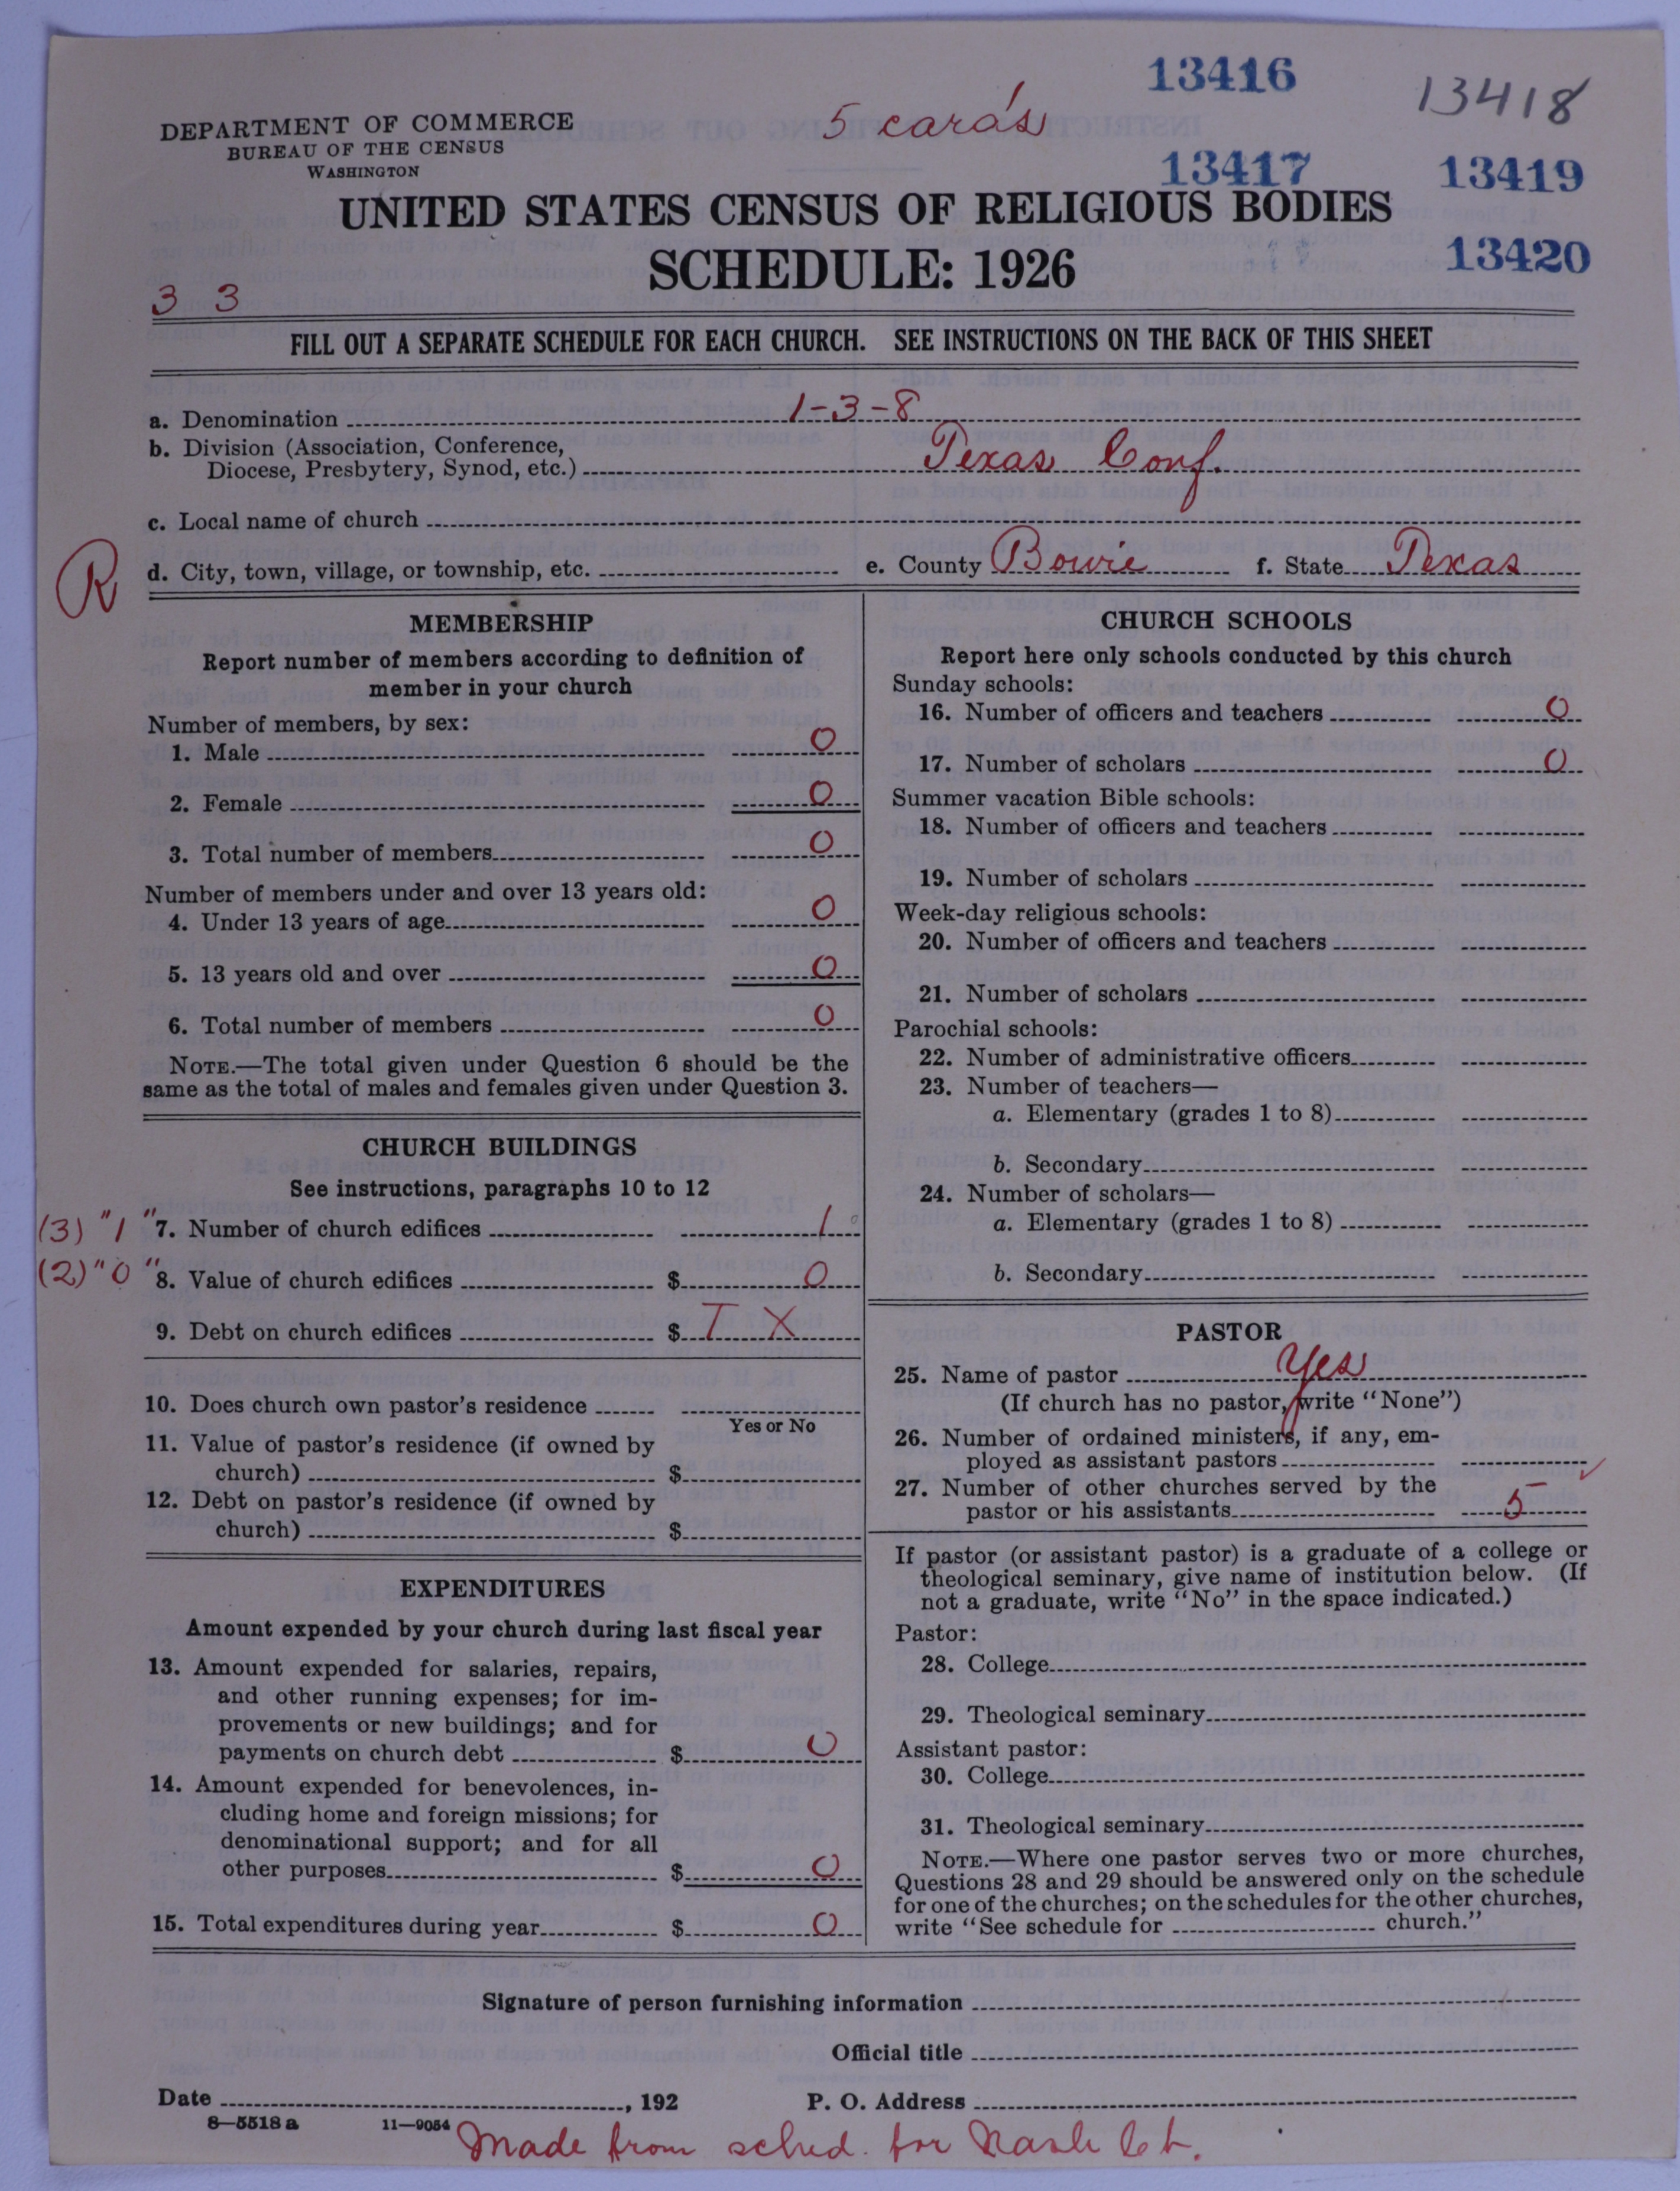 13416
13418
DEPARTMENT OF COMMERCE
BUREAU OF THE CENSUS
WASHINGTON
5 cards
13417
13419
UNITED STATES CENSUS OF RELIGIOUS BODIES
SCHEDULE: 1926
13420
3 3
FILL OUT A SEPARATE SCHEDULE FOR EACH CHURCH. SEE INSTRUCTIONS ON THE BACK OF THIS SHEET
a. Denomination 1-3-8
b. Division (Association, Conference,
Diocese, Presbytery, Synod, etc.) Texas Conf.
c. Local name of church
R
d. City, town, village, or township, etc. e. County Bowie f. State Texas
MEMBERSHIP
Report number of members according to definition of
member in your church
Number of members, by sex:
1. Male 0
2. Female 0
3. Total number of members 0
Number of members under and over 13 years old:
4. Under 13 years of age 0
5. 13 years old and over 0
6. Total number of members 0
NOTE.—The total given under Question 6 should be the
same as the total of males and females given under Question 3.
CHURCH BUILDINGS
See instructions, paragraphs 10 to 12
(3) "1" 7. Number of church edifices 1
(2) "0" 8. Value of church edifices $ 0
9. Debt on church edifices $ T X
10. Does church own pastor's residence
Yes or No
11. Value of pastor's residence (if owned by
church) $
12. Debt on pastor's residence (if owned by
church) $
EXPENDITURES
Amount expended by your church during last fiscal year
13. Amount expended for salaries, repairs,
and other running expenses; for im-
provements or new buildings; and for
payments on church debt $ 0
14. Amount expended for benevolences, in-
cluding home and foreign missions; for
denominational support; and for all
other purposes $ 0
15. Total expenditures during year $ 0
CHURCH SCHOOLS
Report here only schools conducted by this church
Sunday schools:
16. Number of officers and teachers 0
17. Number of scholars 0
Summer vacation Bible schools:
18. Number of officers and teachers
19. Number of scholars
Week-day religious schools:
20. Number of officers and teachers
21. Number of scholars
Parochial schools:
22. Number of administrative officers
23. Number of teachers—
a. Elementary (grades 1 to 8)
b. Secondary
24. Number of scholars—
a. Elementary (grades 1 to 8)
b. Secondary
PASTOR
25. Name of pastor Yes
(If church has no pastor, write "None")
26. Number of ordained ministers, if any, em-
ployed as assistant pastors
27. Number of other churches served by the
pastor or his assistants 5 ✓
If pastor (or assistant pastor) is a graduate of a college or
theological seminary, give name of institution below. (If
not a graduate, write "No" in the space indicated.)
Pastor:
28. College
29. Theological seminary
Assistant pastor:
30. College
31. Theological seminary
NOTE.—Where one pastor serves two or more churches,
Questions 28 and 29 should be answered only on the schedule
for one of the churches; on the schedules for the other churches,
write "See schedule for church."
Signature of person furnishing information
Official title
Date , 192 P. O. Address
8—5518 a 11—9054
Made from sched. for Nash Ct.